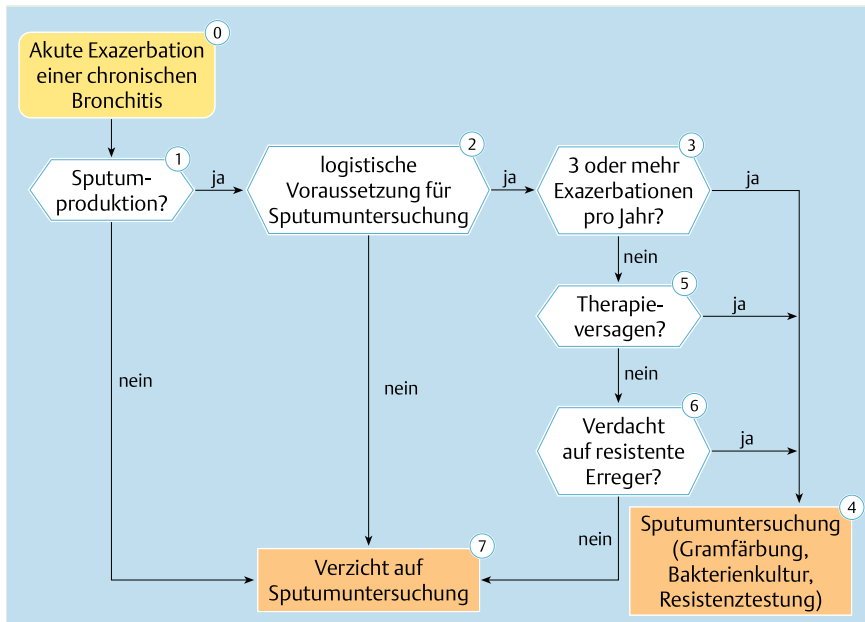 0
Akute Exazerbation
einer chronischen
Bronchitis
1
Sputum-
produktion?
ja
2
logistische
Voraussetzung für
Sputumuntersuchung
ja
3
3 oder mehr
Exazerbationen
pro Jahr?
ja
nein
5
Therapie-
versagen?
ja
nein
nein
nein
6
Verdacht
auf resistente
Erreger?
ja
nein
4
Sputumuntersuchung
(Gramfärbung,
Bakterienkultur,
Resistenztestung)
7
Verzicht auf
Sputumuntersuchung